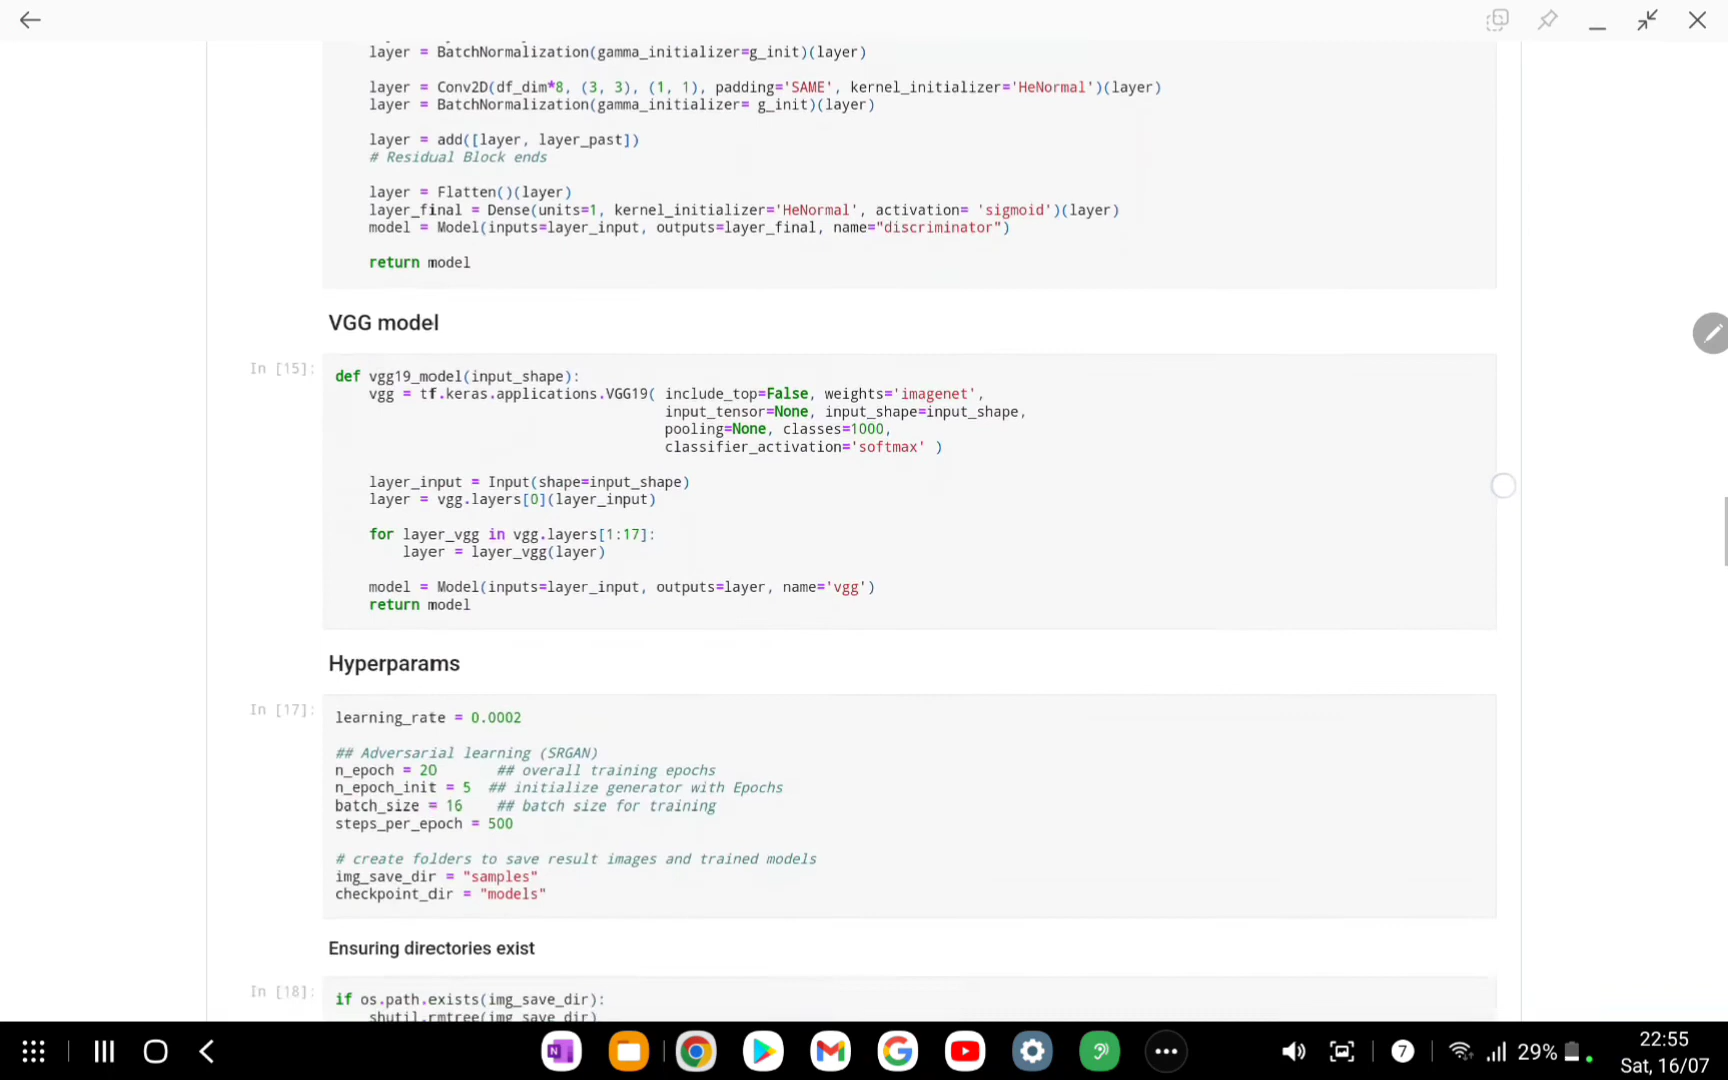 layer = BatchNormalization(gamma_initializer=g_init)(layer)
layer = Conv2D(df_dim*8, (3, 3), (1, 1), padding='SAME', kernel_initializer='HeNormal')(layer)
layer = BatchNormalization(gamma_initializer= g_init)(layer)
layer = add([layer, layer_past])
# Residual Block ends
layer = Flatten()(layer)
layer_final = Dense(units=1, kernel_initializer='HeNormal', activation= 'sigmoid')(layer)
model = Model(inputs=layer_input, outputs=layer_final, name="discriminator")
return model
VGG model
In [15]:
def vgg19_model(input_shape):
vgg = tf.keras.applications.VGG19( include_top=False, weights='imagenet',
input_tensor=None, input_shape=input_shape,
pooling=None, classes=1000,
classifier_activation='softmax' )
layer_input = Input(shape=input_shape)
layer = vgg.layers[0](layer_input)
for layer_vgg in vgg.layers[1:17]:
layer = layer_vgg(layer)
model = Model(inputs=layer_input, outputs=layer, name='vgg')
return model
Hyperparams
In [17]:
learning_rate = 0.0002
## Adversarial learning (SRGAN)
n_epoch = 20 ## overall training epochs
n_epoch_init = 5 ## initialize generator with Epochs
batch_size = 16 ## batch size for training
steps_per_epoch = 500
# create folders to save result images and trained models
img_save_dir = "samples"
checkpoint_dir = "models"
Ensuring directories exist
In [18]:
if os.path.exists(img_save_dir):
shutil.rmtree(img_save_dir)
N
7
29%
22:55
Sat, 16/07